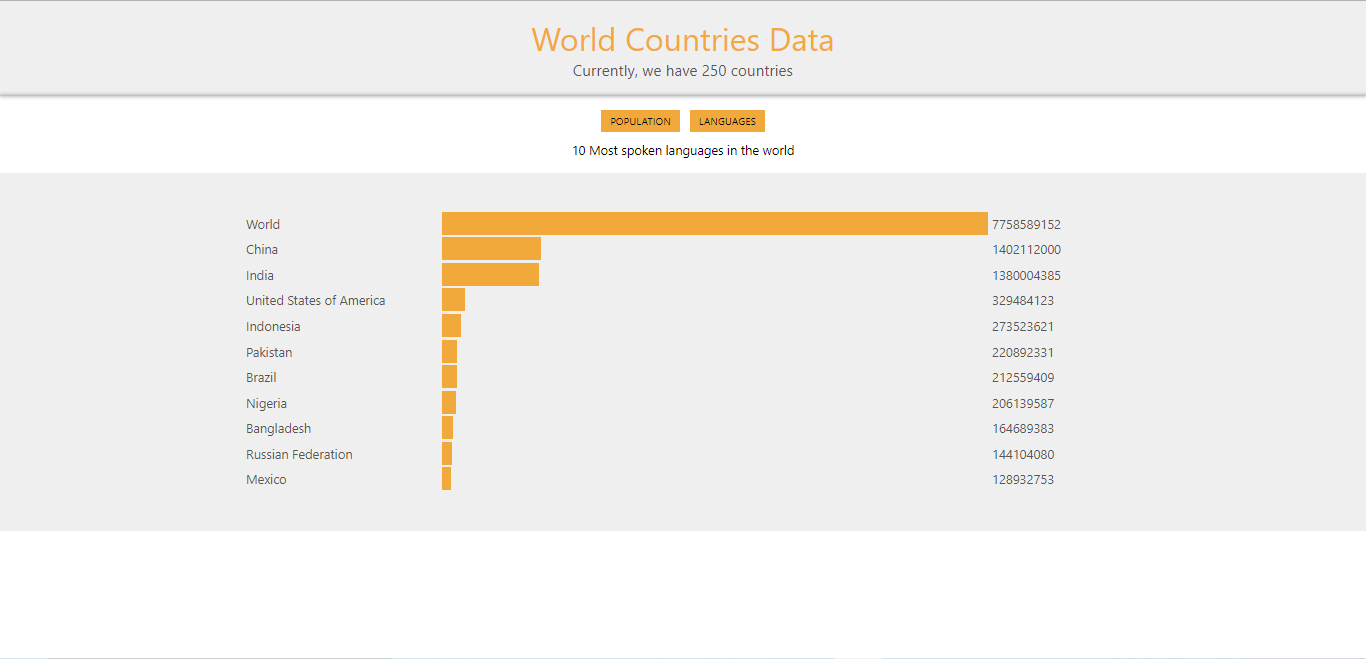 World Countries Data
Currently, we have 250 countries
POPULATION LANGUAGES
10 Most spoken languages in the world
World 7758589152
China 1402112000
India 1380004385
United States of America 329484123
Indonesia 273523621
Pakistan 220892331
Brazil 212559409
Nigeria 206139587
Bangladesh 164689383
Russian Federation 144104080
Mexico 128932753